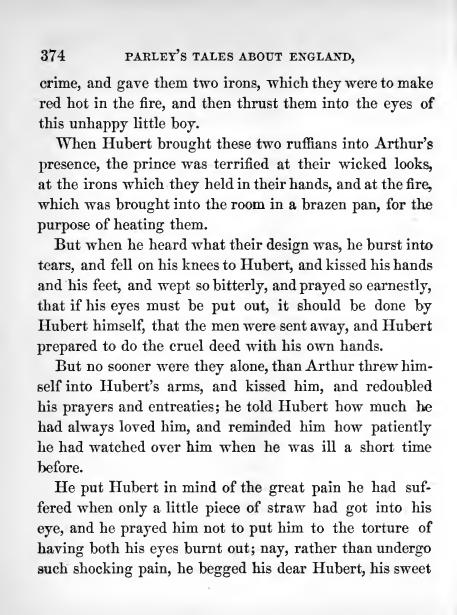 374 PARLEY'S TALES ABOUT ENGLAND,
crime, and gave them two irons, which they were to make
red hot in the fire, and then thrust them into the eyes of
this unhappy little boy.
When Hubert brought these two ruffians into Arthur's
presence, the prince was terrified at their wicked looks,
at the irons which they held in their hands, and at the fire,
which was brought into the room in a brazen pan, for the
purpose of heating them.
But when he heard what their design was, he burst into
tears, and fell on his knees to Hubert, and kissed his hands
and his feet, and wept so bitterly, and prayed so earnestly,
that if his eyes must be put out, it should be done by
Hubert himself, that the men were sent away, and Hubert
prepared to do the cruel deed with his own hands.
But no sooner were they alone, than Arthur threw him-
self into Hubert's arms, and kissed him, and redoubled
his prayers and entreaties; he told Hubert how much he
had always loved him, and reminded him how patiently
he had watched over him when he was ill a short time
before.
He put Hubert in mind of the great pain he had suf-
fered when only a little piece of straw had got into his
eye, and he prayed him not to put him to the torture of
having both his eyes burnt out; nay, rather than undergo
such shocking pain, he begged his dear Hubert, his sweet